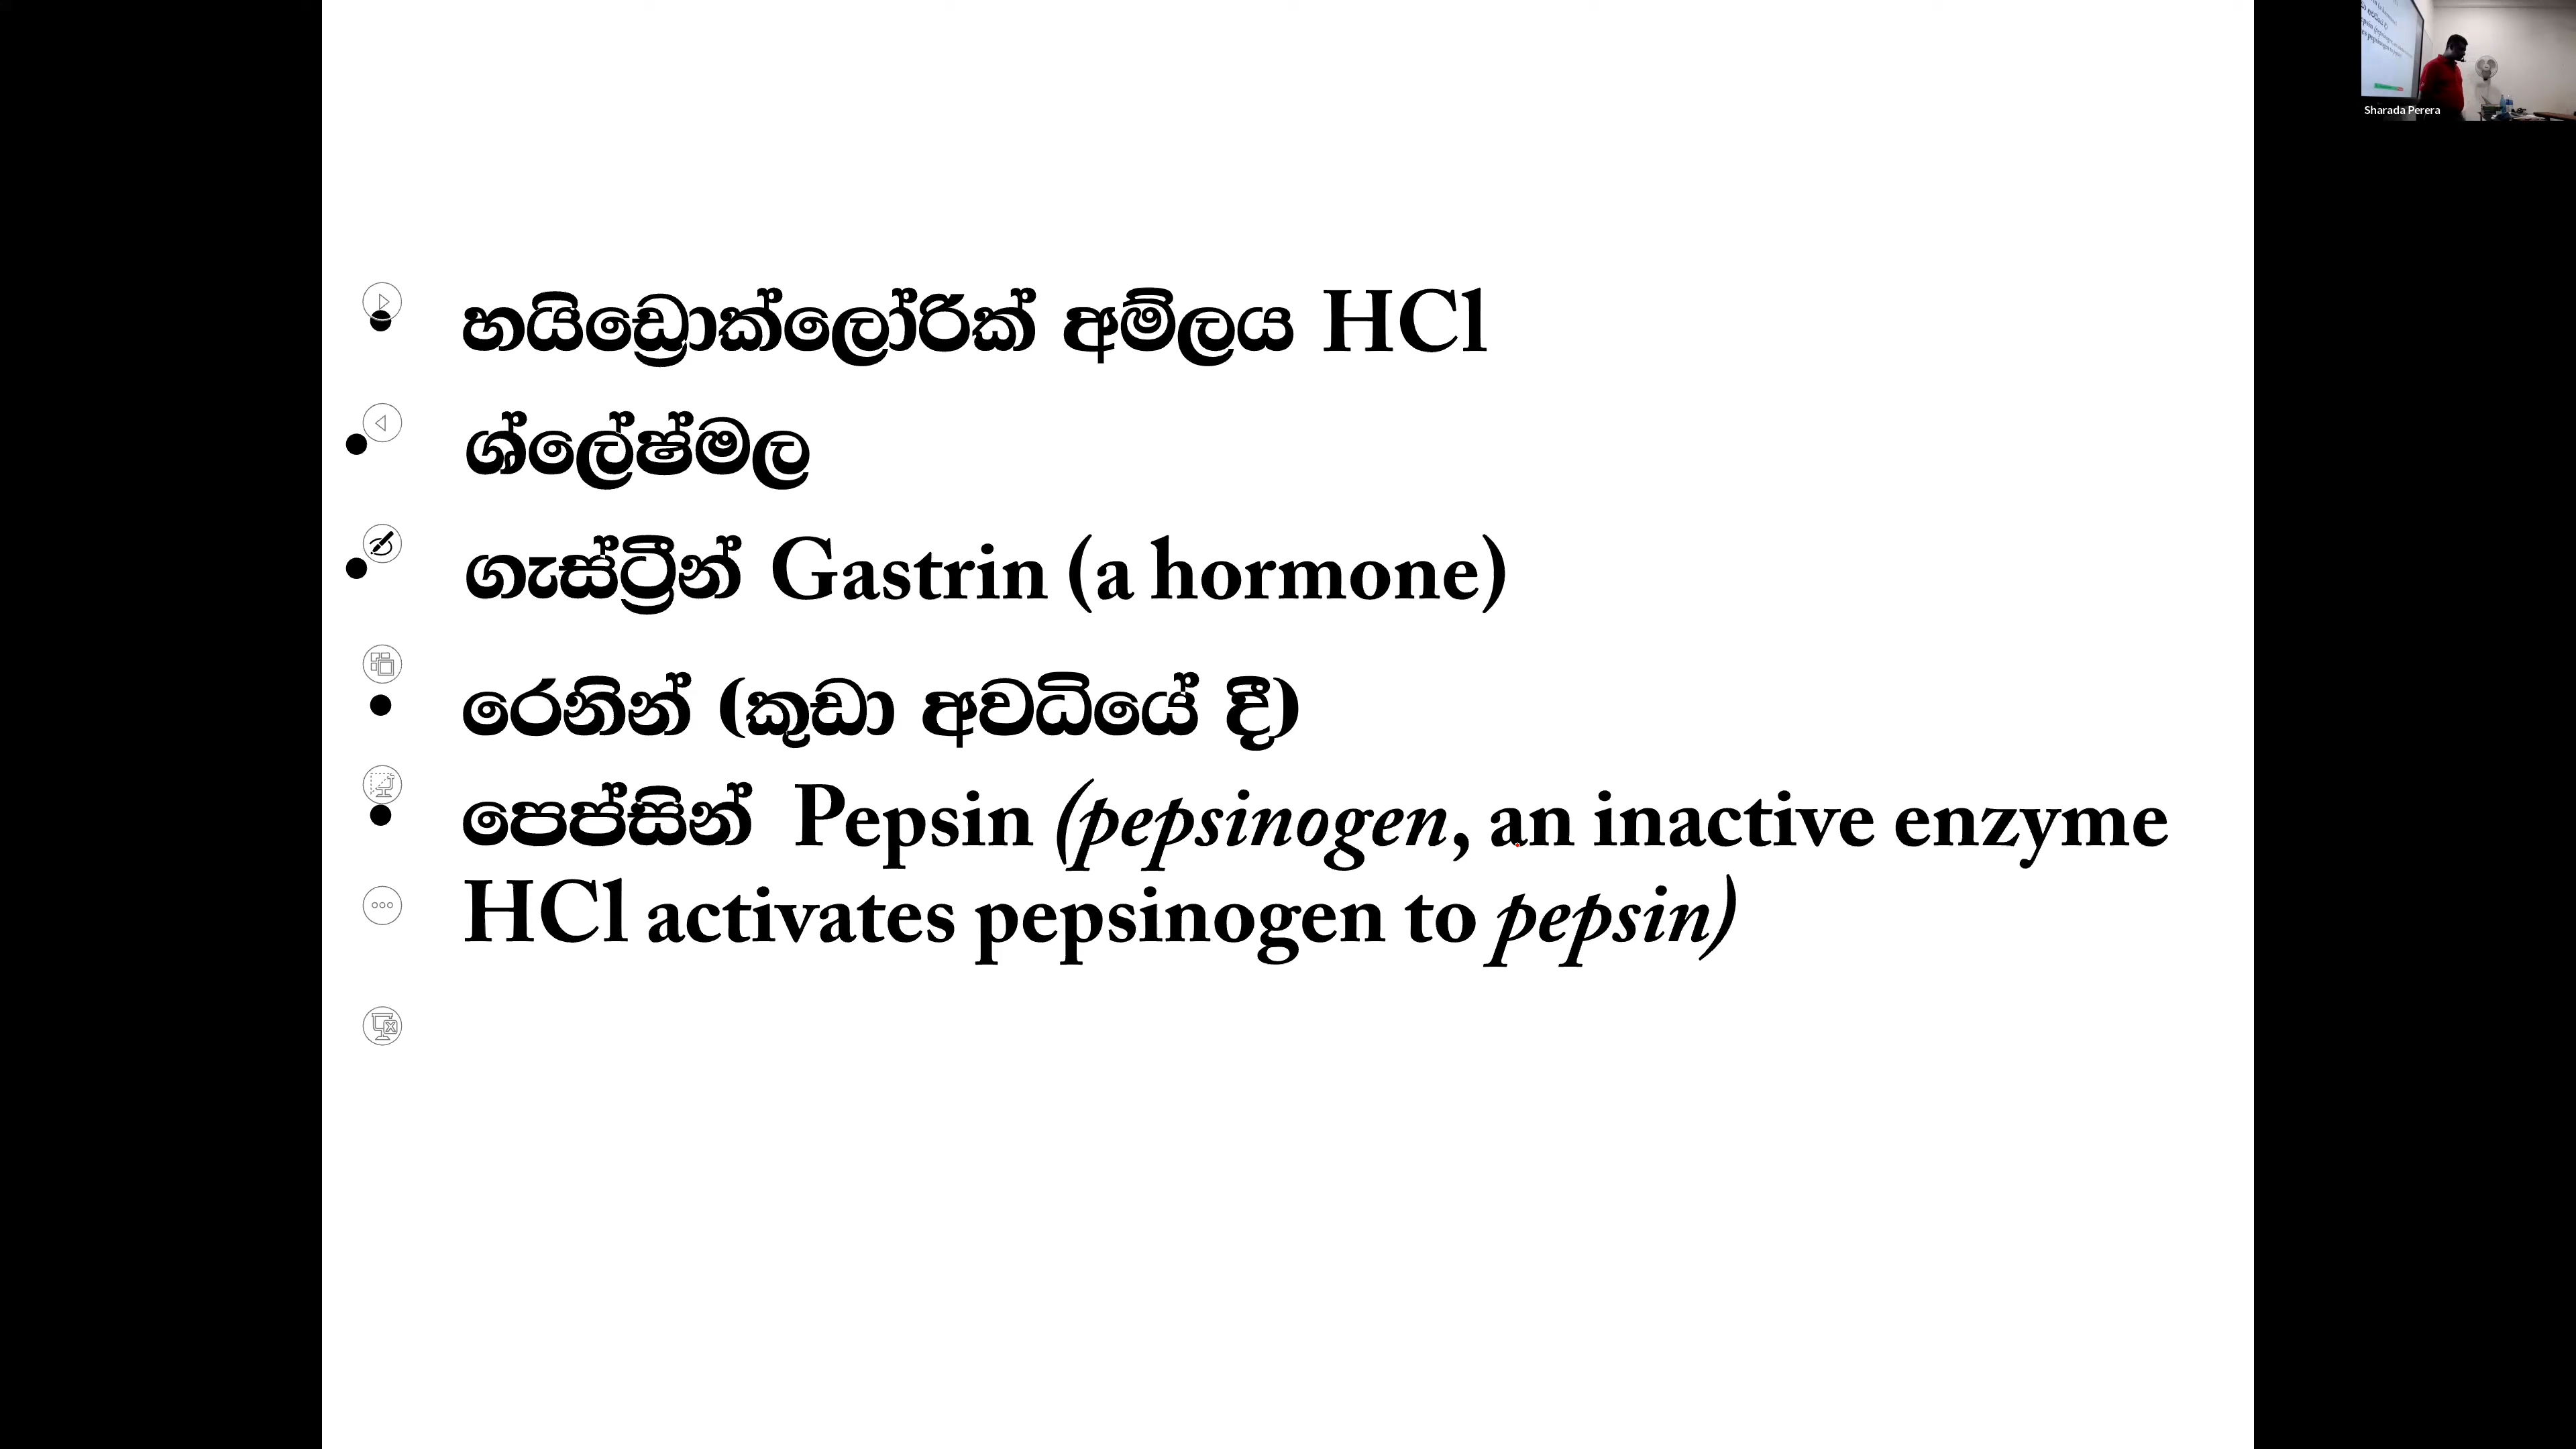 හයිඩ්‍රොක්ලෝරික් අම්ලය HCl
ශ්ලේෂ්මල
ගැස්ට්‍රීන් Gastrin (a hormone)
රෙනින් (කුඩා අවධියේ දී)
පෙප්සින් Pepsin (pepsinogen, an inactive enzyme
HCl activates pepsinogen to pepsin)
Sharada Perera